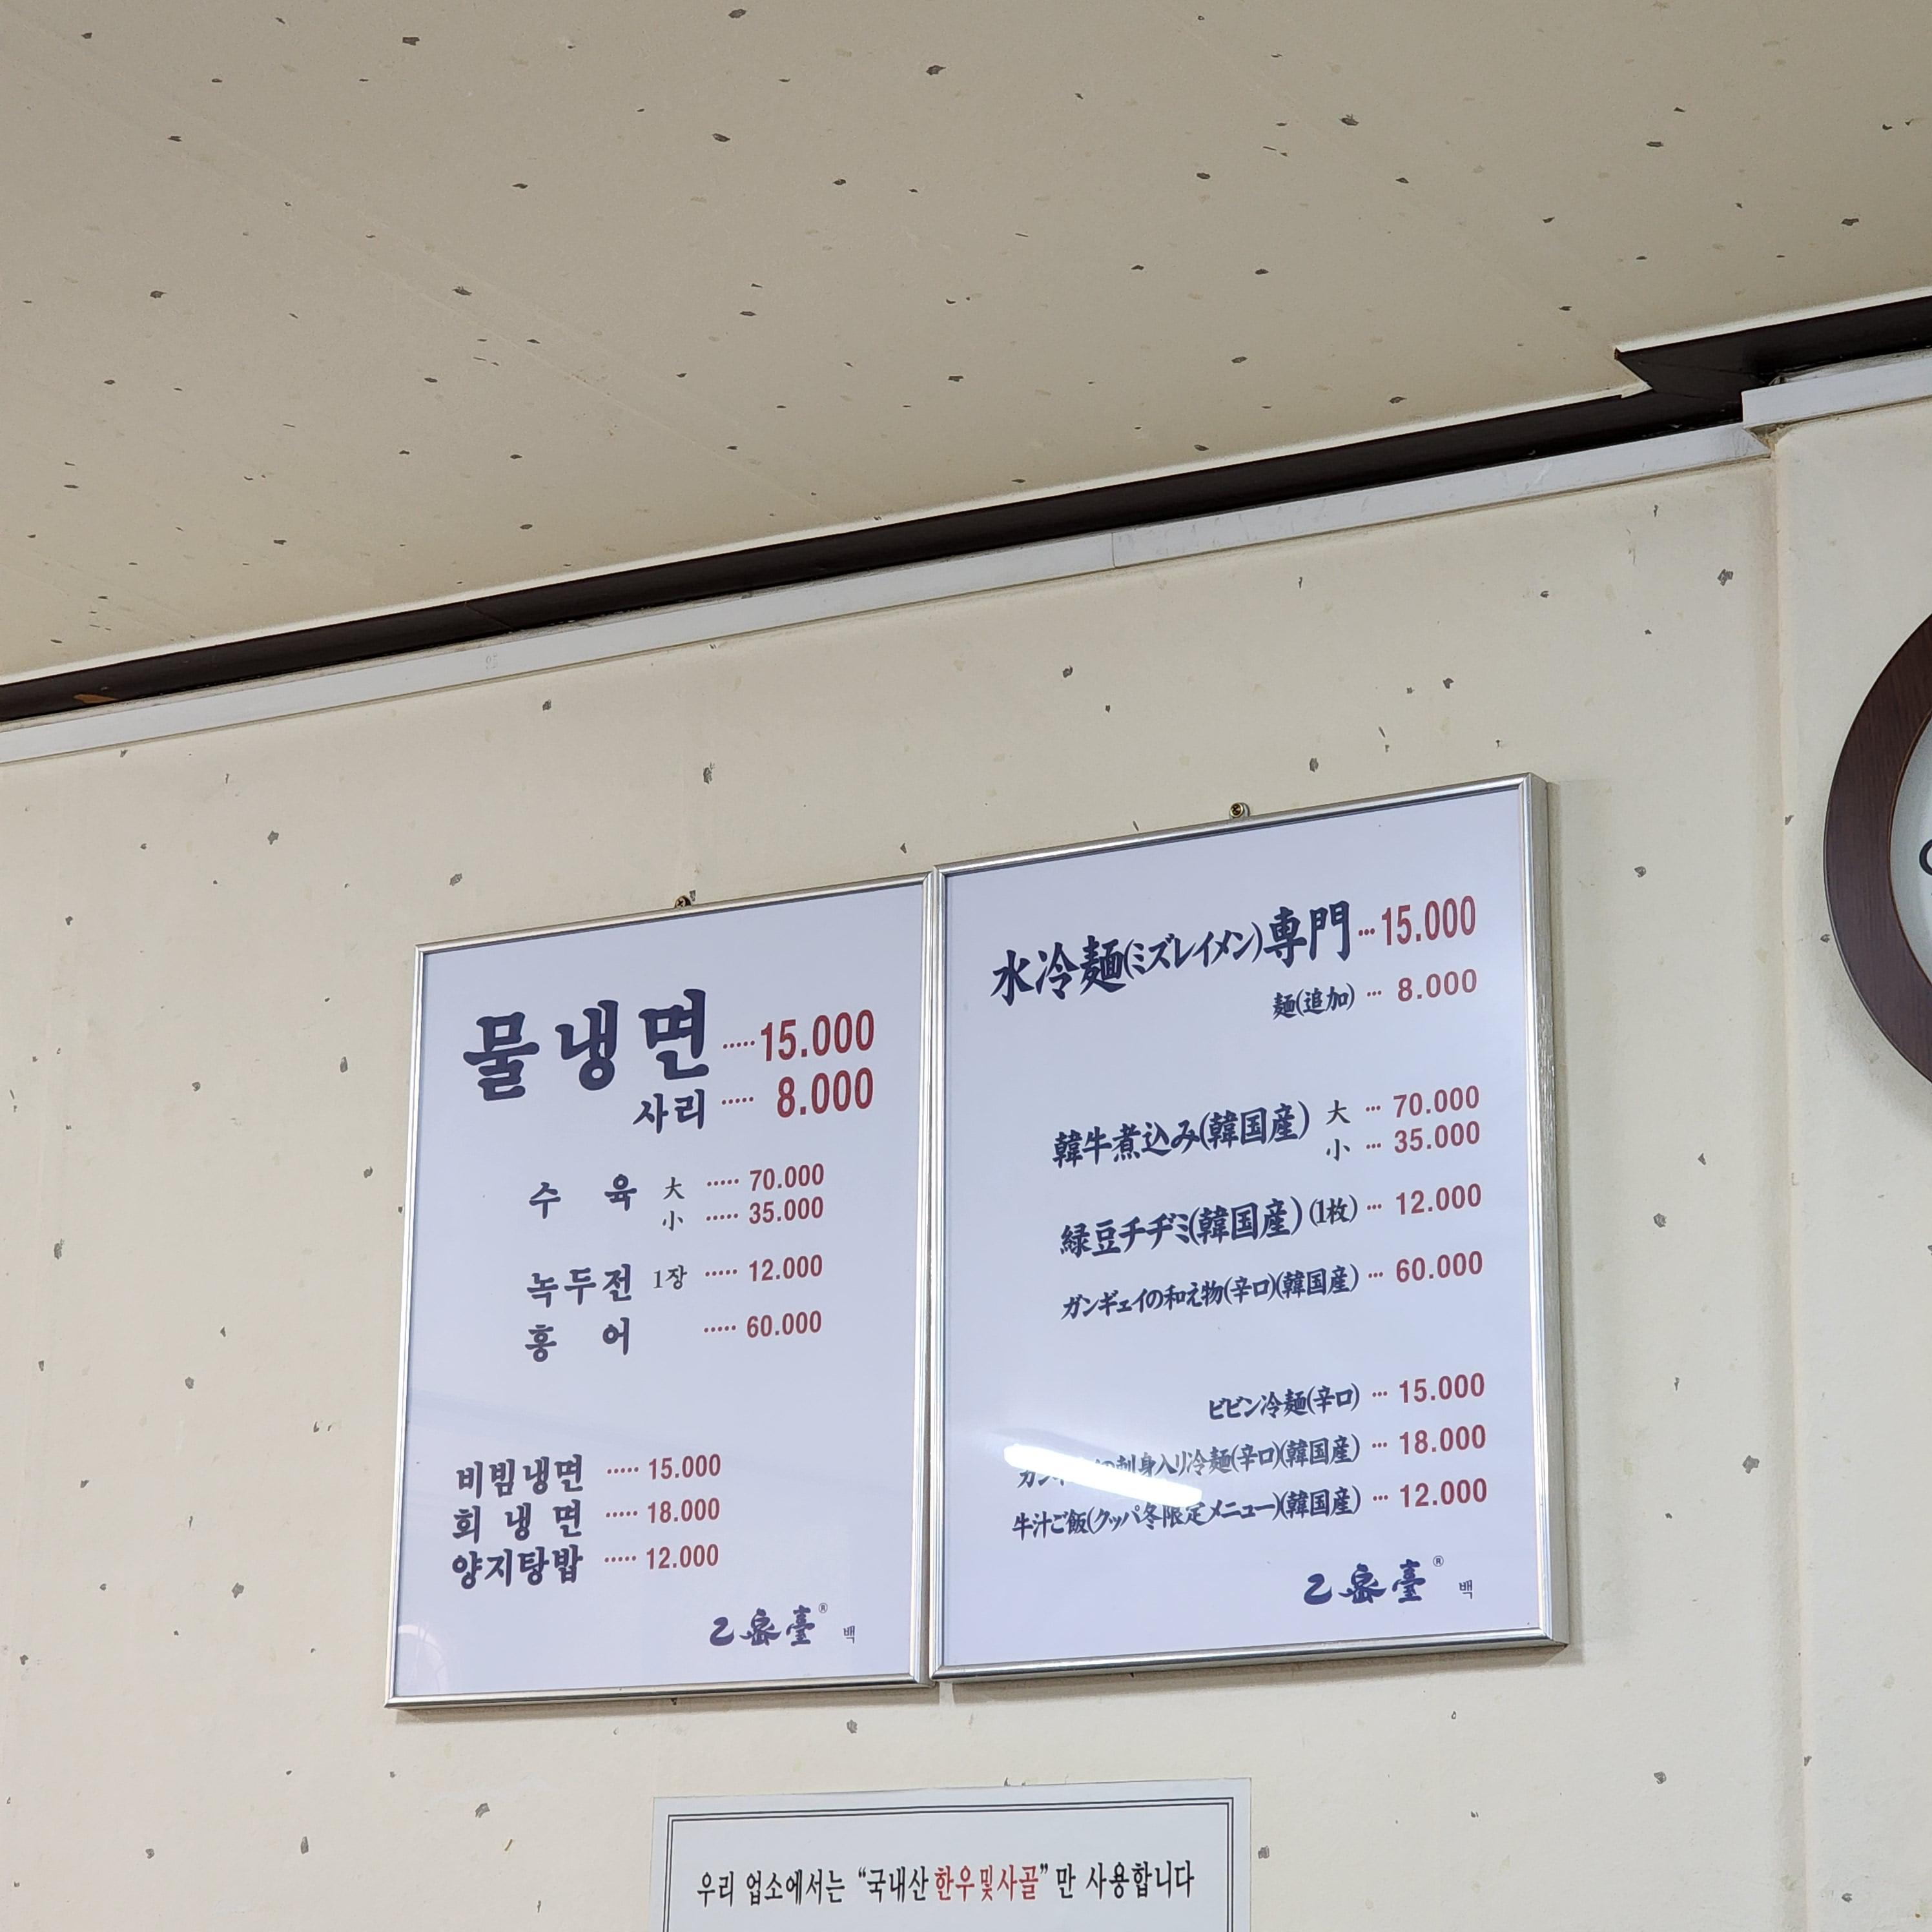 물냉면 ····· 15.000
사리 ····· 8.000
수 육 大 ····· 70.000
小 ····· 35.000
녹두전 1장 ····· 12.000
홍 어 ····· 60.000
비빔냉면 ····· 15.000
회 냉 면 ····· 18.000
양지탕밥 ····· 12.000
乙密臺® 백
水冷麺(ミズレイメン)専門 ··· 15.000
麺(追加) ··· 8.000
韓牛煮込み(韓国産) 大 ··· 70.000
小 ··· 35.000
緑豆チヂミ(韓国産)(1枚) ··· 12.000
ガンギェイの和え物(辛口)(韓国産) ··· 60.000
ビビン冷麺(辛口) ··· 15.000
刺身入り冷麺(辛口)(韓国産) ··· 18.000
牛汁ご飯(クッパ冬限定メニュー)(韓国産) ··· 12.000
乙密臺® 백
우리 업소에서는 “국내산 한우및사골”만 사용합니다